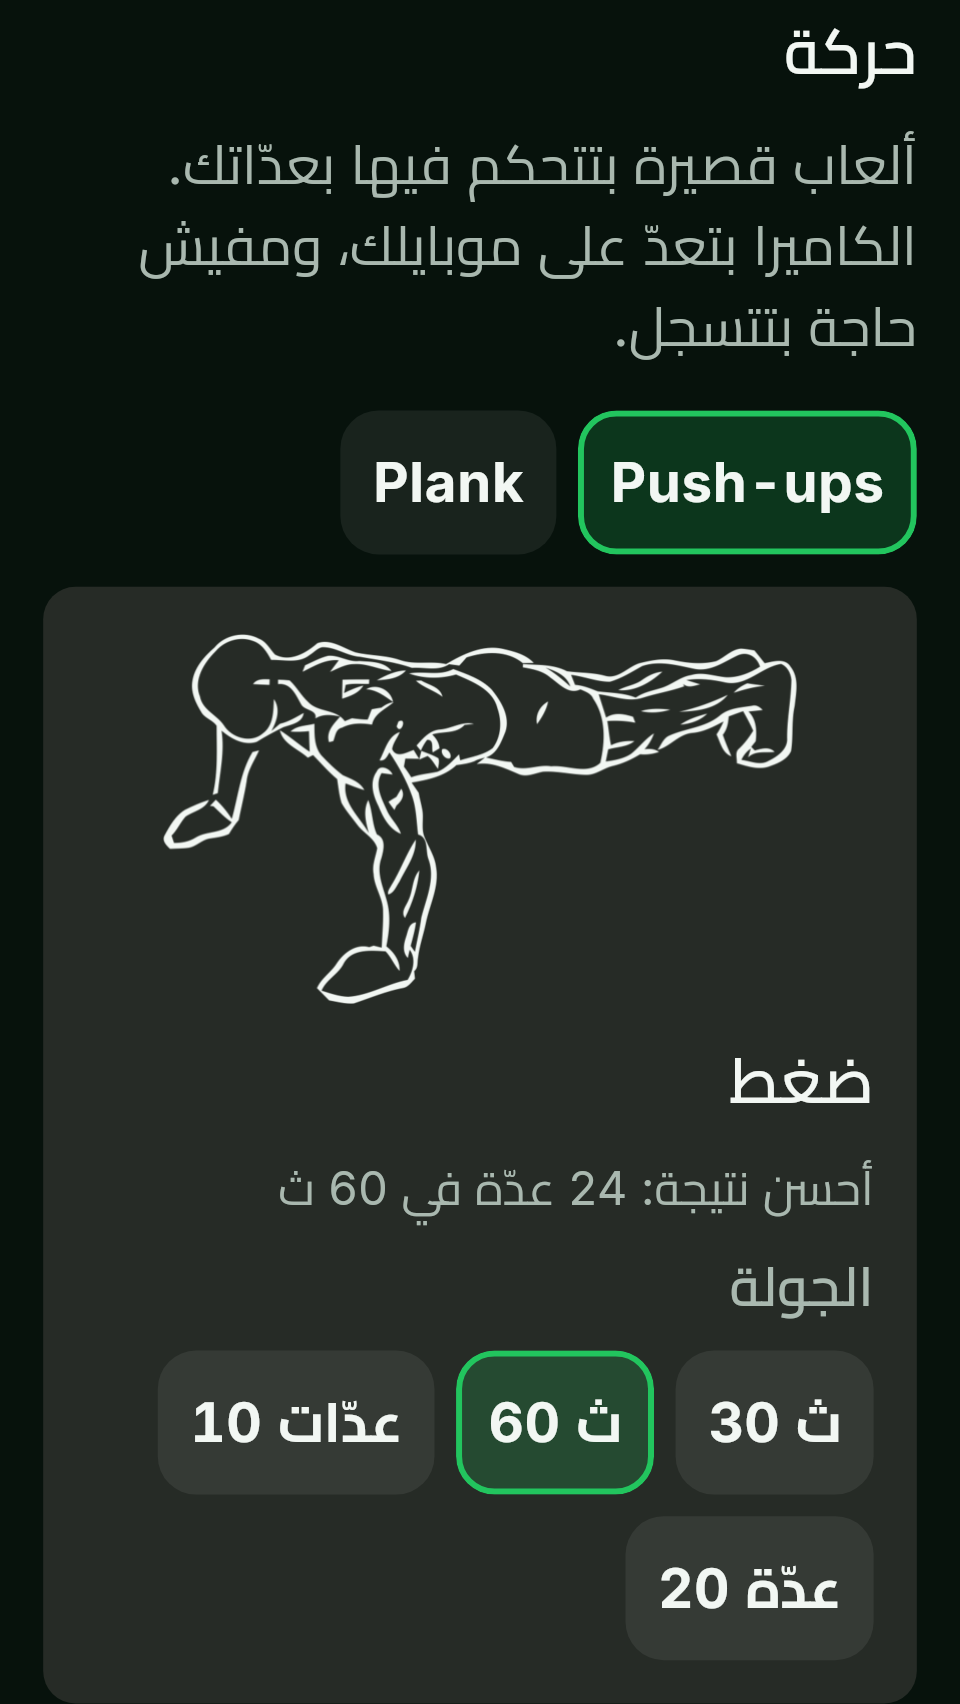 حركة
ألعاب قصيرة بتتحكم فيها بعدّاتك.
الكاميرا بتعدّ على موبايلك، ومفيش
حاجة بتتسجل.
Push-ups
Plank
ضغط
أحسن نتيجة: 24 عدّة في 60 ث
الجولة
30 ث
60 ث
10 عدّات
20 عدّة